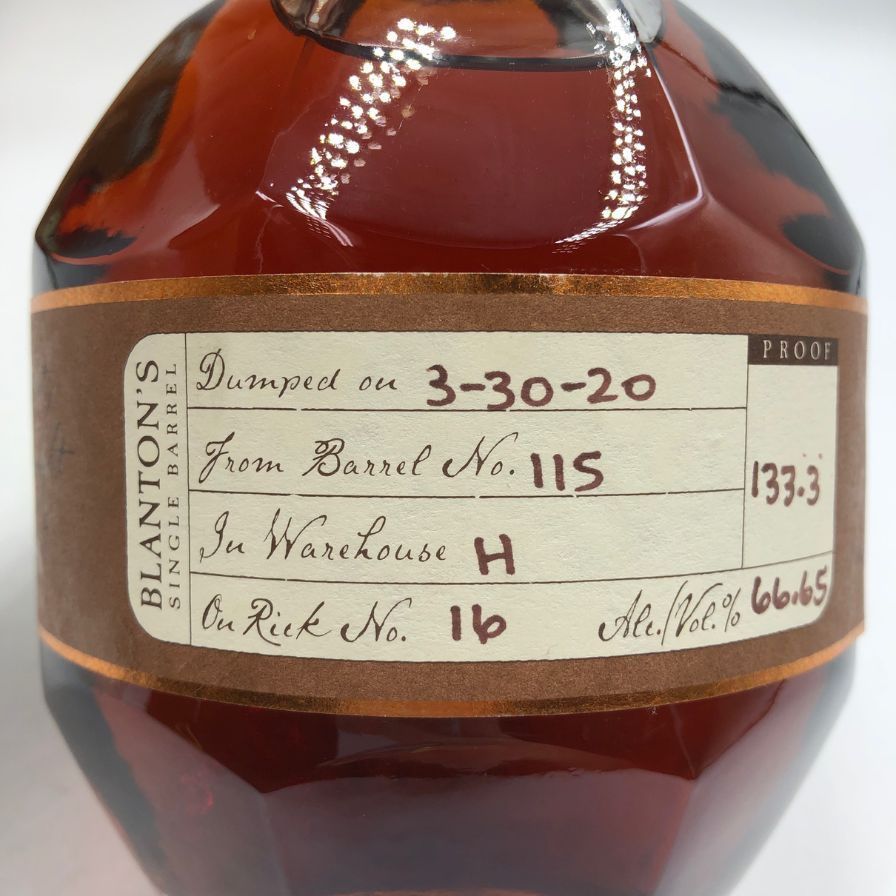 BLANTON'S
SINGLE BARREL
Dumped on 3-30-20
From Barrel No. 115
In Warehouse H
On Rick No. 16
PROOF
133.3
Alc./Vol.% 66.65